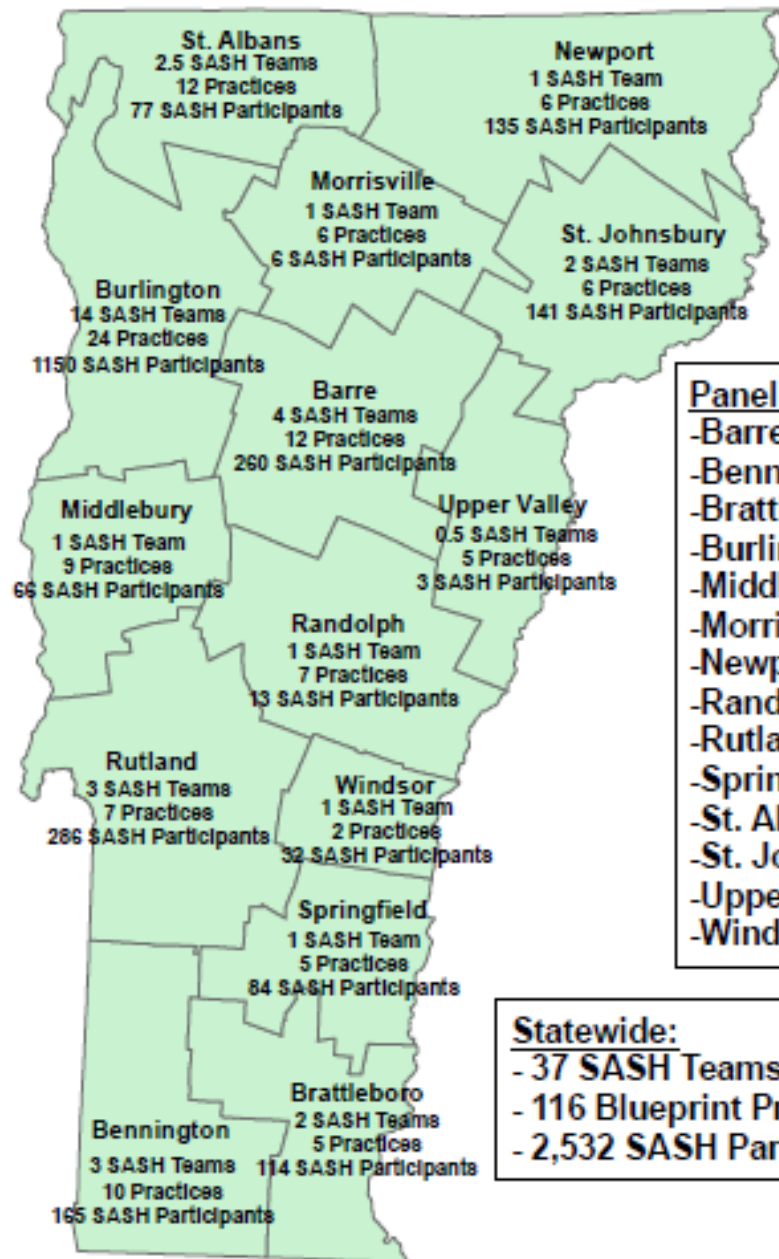 St. Albans
2.5 SASH Teams
12 Practices
77 SASH Participants
Newport
1 SASH Team
6 Practices
135 SASH Participants
Morrisville
1 SASH Team
6 Practices
6 SASH Participants
St. Johnsbury
2 SASH Teams
6 Practices
141 SASH Participants
Burlington
14 SASH Teams
24 Practices
1150 SASH Participants
Barre
4 SASH Teams
12 Practices
260 SASH Participants
Middlebury
1 SASH Team
9 Practices
66 SASH Participants
Upper Valley
0.5 SASH Teams
5 Practices
3 SASH Participants
Randolph
1 SASH Team
7 Practices
13 SASH Participants
Rutland
3 SASH Teams
7 Practices
286 SASH Participants
Windsor
1 SASH Team
2 Practices
32 SASH Participants
Springfield
1 SASH Team
5 Practices
84 SASH Participants
Brattleboro
2 SASH Teams
5 Practices
114 SASH Participants
Bennington
3 SASH Teams
10 Practices
165 SASH Participants
Panel
-Barre
-Benn
-Bratt
-Burli
-Midd
-Morri
-Newp
-Rand
-Rutla
-Sprin
-St. Al
-St. Jo
-Uppe
-Wind
Statewide:
- 37 SASH Teams
- 116 Blueprint Pr
- 2,532 SASH Par